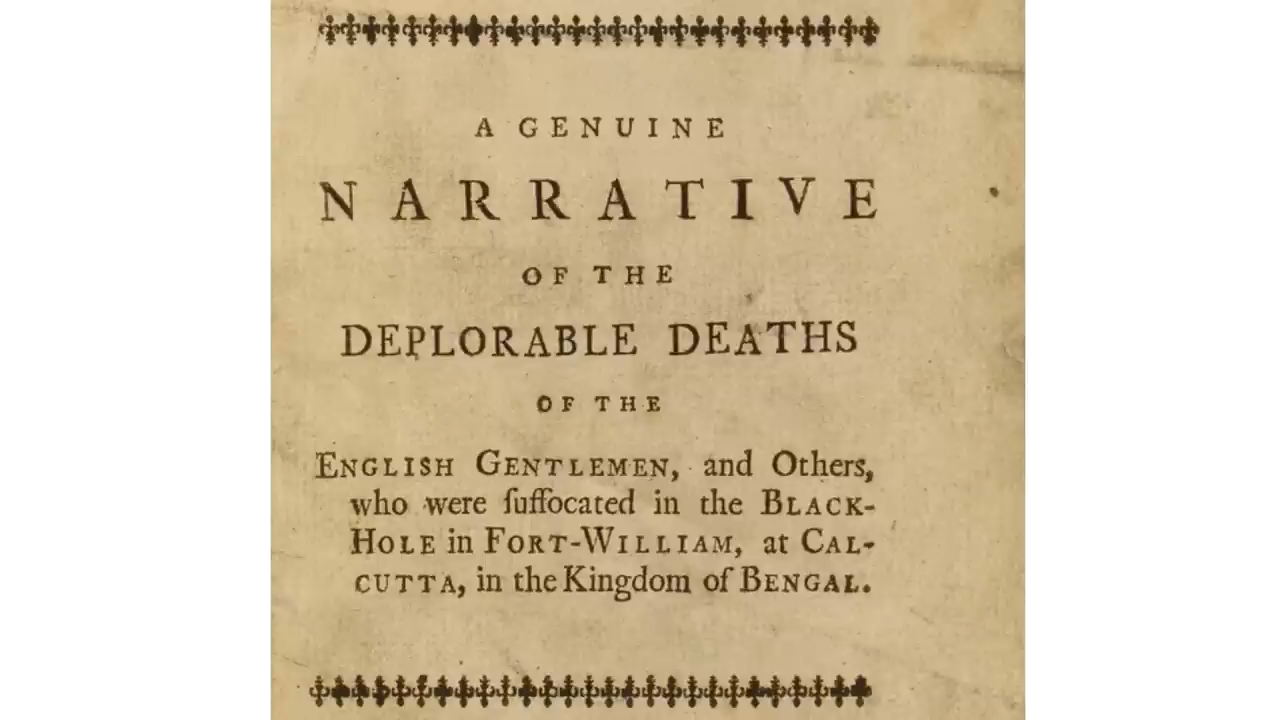 A GENUINE
NARRATIVE
OF THE
DEPLORABLE DEATHS
OF THE
ENGLISH GENTLEMEN, and Others,
who were ſuffocated in the BLACK-
HOLE in FORT-WILLIAM, at CAL-
CUTTA, in the Kingdom of BENGAL.